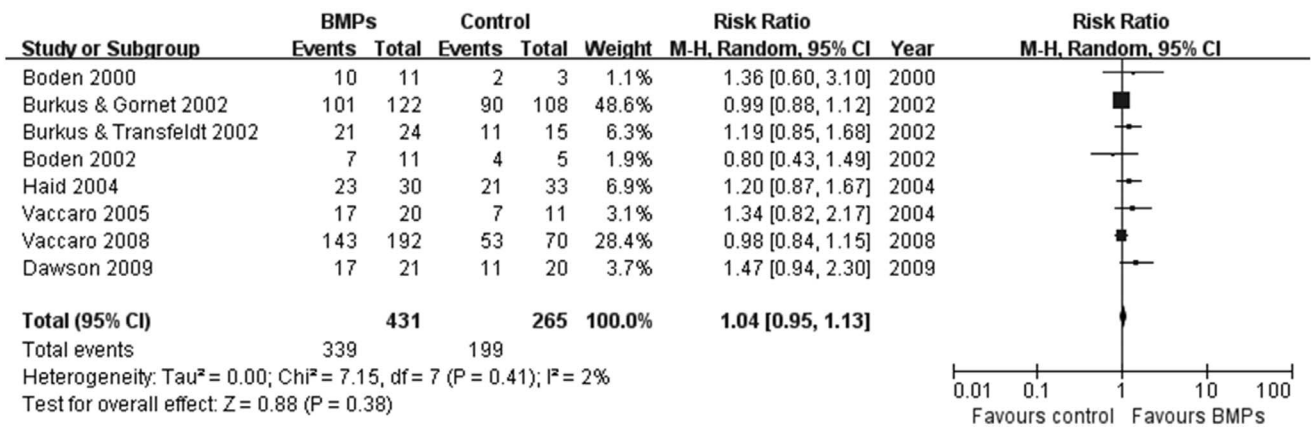 BMPs Control Risk Ratio Risk Ratio
Study or Subgroup Events Total Events Total Weight M-H, Random, 95% CI Year M-H, Random, 95% CI
Boden 2000 10 11 2 3 1.1% 1.36 [0.60, 3.10] 2000
Burkus & Gornet 2002 101 122 90 108 48.6% 0.99 [0.88, 1.12] 2002
Burkus & Transfeldt 2002 21 24 11 15 6.3% 1.19 [0.85, 1.68] 2002
Boden 2002 7 11 4 5 1.9% 0.80 [0.43, 1.49] 2002
Haid 2004 23 30 21 33 6.9% 1.20 [0.87, 1.67] 2004
Vaccaro 2005 17 20 7 11 3.1% 1.34 [0.82, 2.17] 2004
Vaccaro 2008 143 192 53 70 28.4% 0.98 [0.84, 1.15] 2008
Dawson 2009 17 21 11 20 3.7% 1.47 [0.94, 2.30] 2009
Total (95% CI) 431 265 100.0% 1.04 [0.95, 1.13]
Total events 339 199
Heterogeneity: Tau² = 0.00; Chi² = 7.15, df = 7 (P = 0.41); I² = 2%
Test for overall effect: Z = 0.88 (P = 0.38)
0.01 0.1 1 10 100
Favours control Favours BMPs